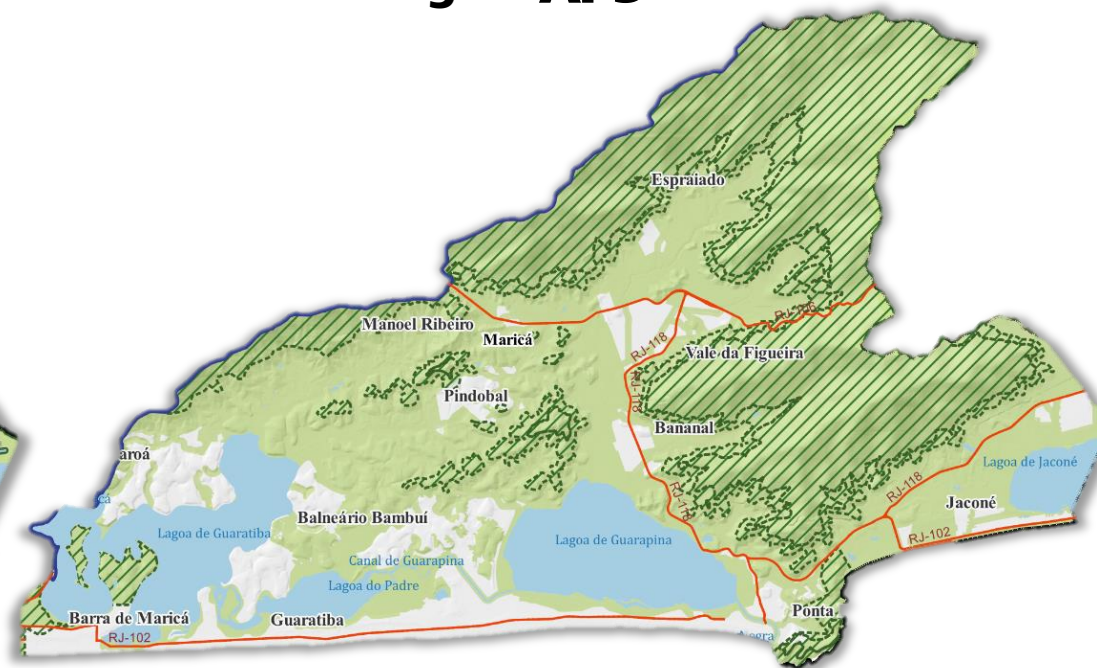 Espraiado
RJ-106
Manoel Ribeiro
Maricá
RJ-118
Vale da Figueira
RJ-118
Pindobal
Bananal
aroá
Lagoa de Jaconé
RJ-118
RJ-118
Jaconé
Balneário Bambuí
Lagoa de Guaratiba
Lagoa de Guarapina
RJ-102
Canal de Guarapina
Lagoa do Padre
Barra de Maricá
Guaratiba
Ponta
RJ-102